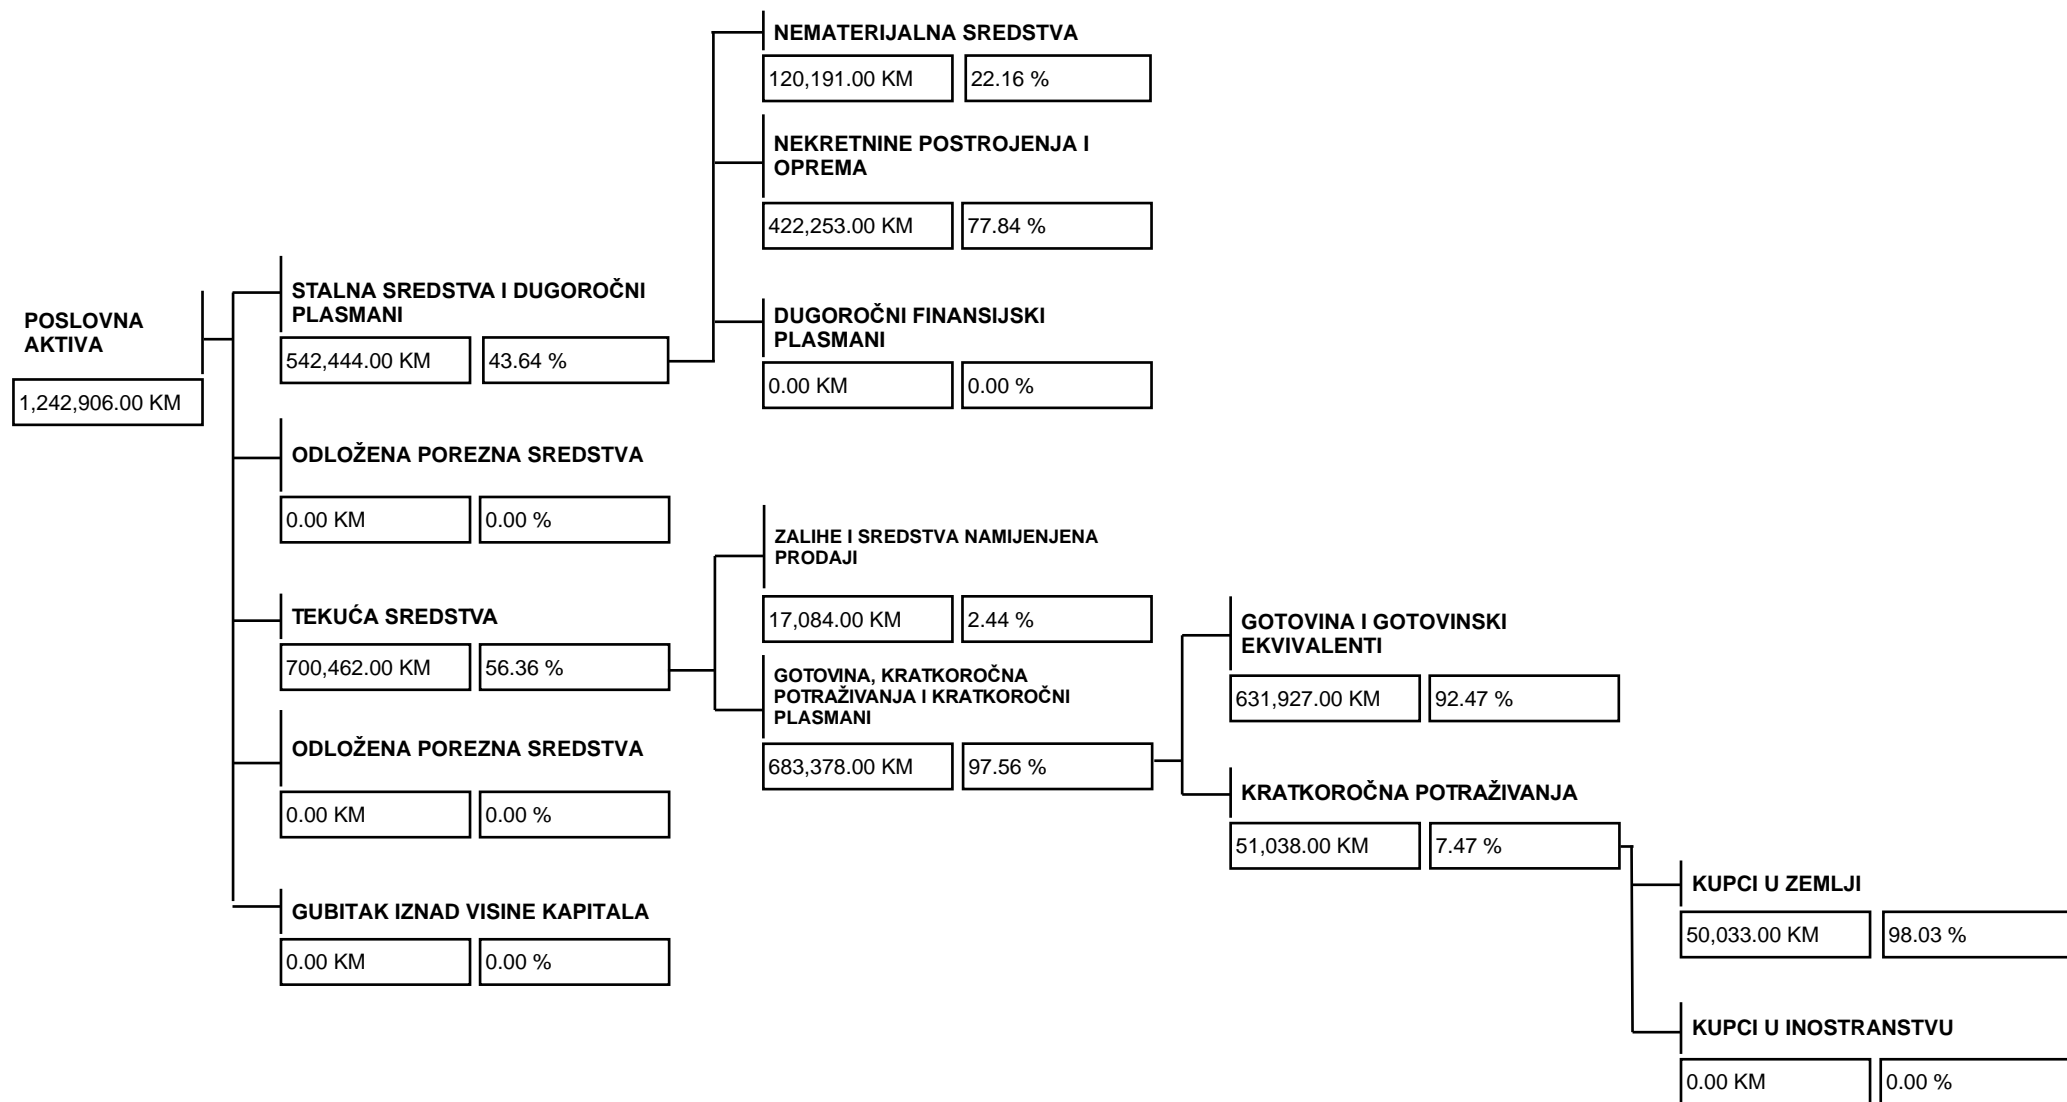 POSLOVNA
AKTIVA
1,242,906.00 KM
STALNA SREDSTVA I DUGOROČNI
PLASMANI
542,444.00 KM 43.64 %
NEMATERIJALNA SREDSTVA
120,191.00 KM 22.16 %
NEKRETNINE POSTROJENJA I
OPREMA
422,253.00 KM 77.84 %
DUGOROČNI FINANSIJSKI
PLASMANI
0.00 KM 0.00 %
ODLOŽENA POREZNA SREDSTVA
0.00 KM 0.00 %
TEKUĆA SREDSTVA
700,462.00 KM 56.36 %
ZALIHE I SREDSTVA NAMIJENJENA
PRODAJI
17,084.00 KM 2.44 %
GOTOVINA, KRATKOROČNA
POTRAŽIVANJA I KRATKOROČNI
PLASMANI
683,378.00 KM 97.56 %
GOTOVINA I GOTOVINSKI
EKVIVALENTI
631,927.00 KM 92.47 %
KRATKOROČNA POTRAŽIVANJA
51,038.00 KM 7.47 %
KUPCI U ZEMLJI
50,033.00 KM 98.03 %
KUPCI U INOSTRANSTVU
0.00 KM 0.00 %
ODLOŽENA POREZNA SREDSTVA
0.00 KM 0.00 %
GUBITAK IZNAD VISINE KAPITALA
0.00 KM 0.00 %